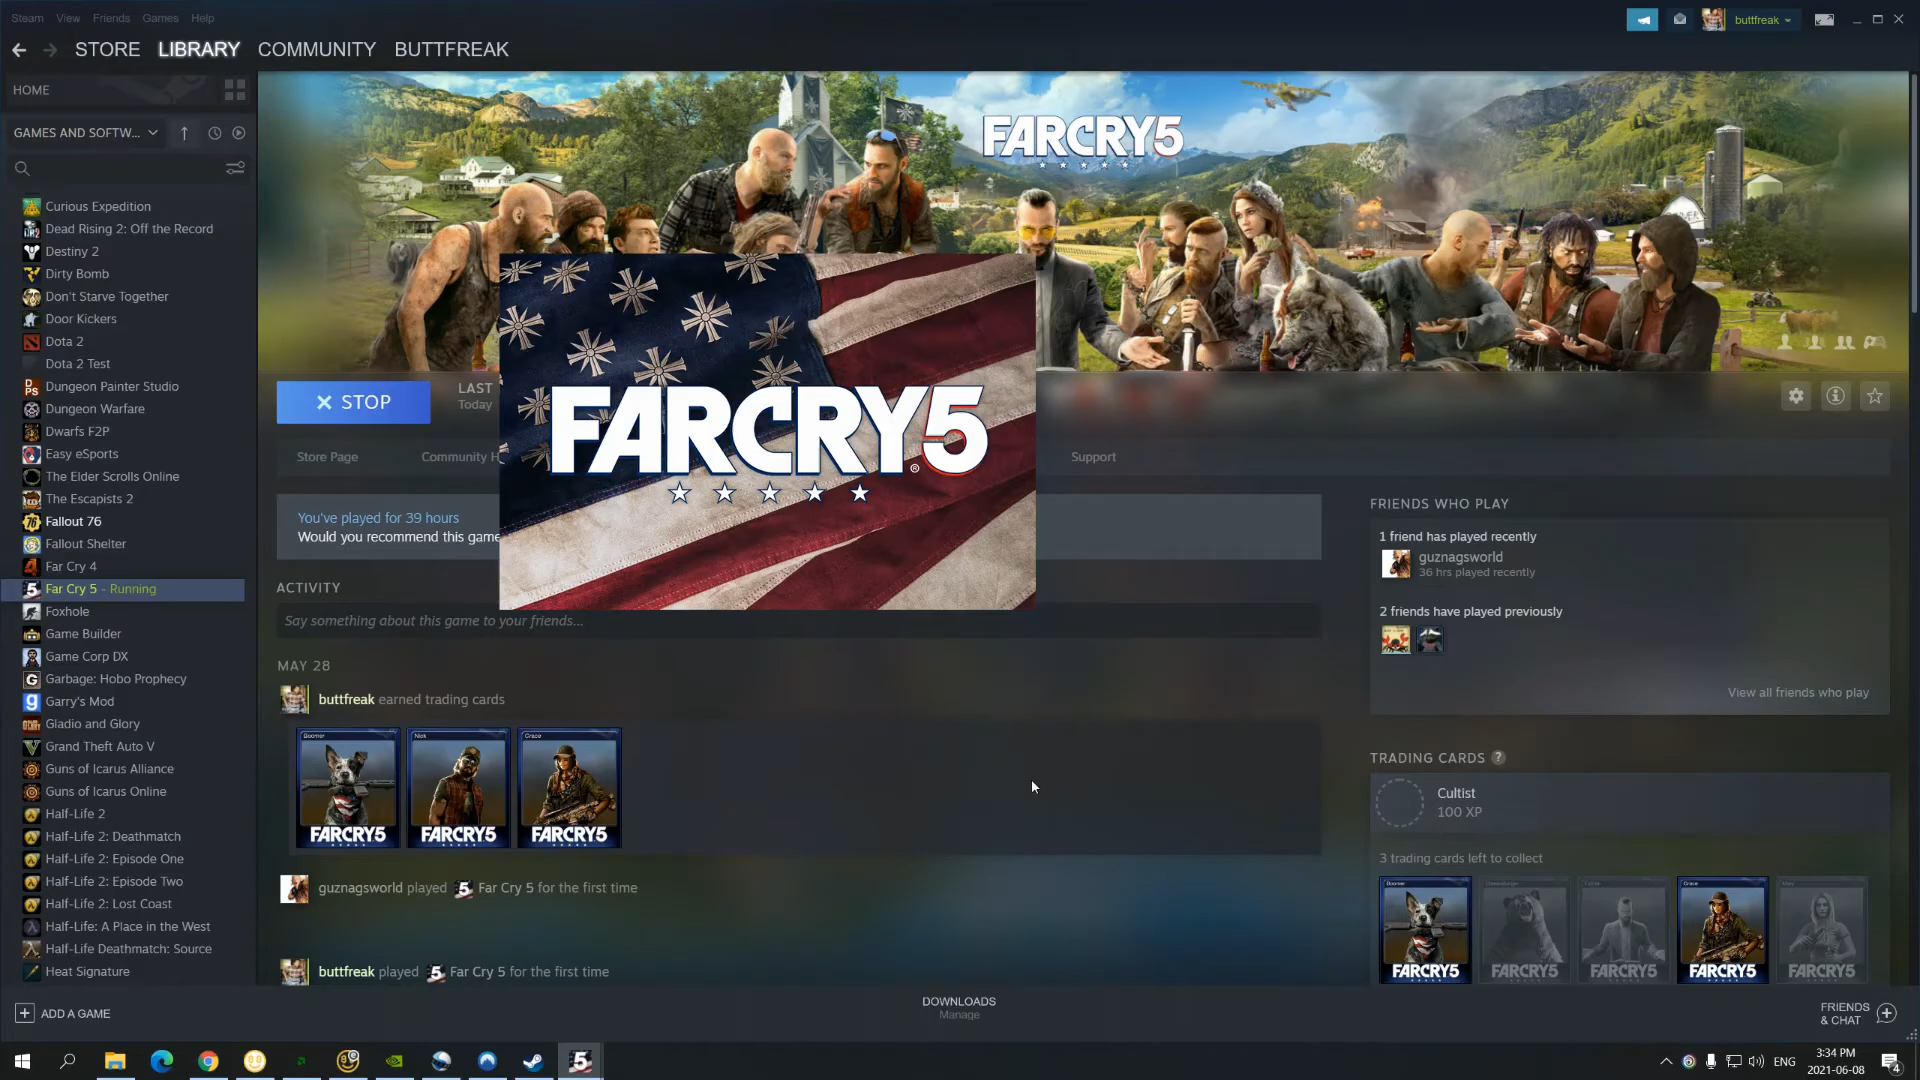 Steam View Friends Games Help
buttfreak
STORE LIBRARY COMMUNITY BUTTFREAK
HOME
GAMES AND SOFTW...
Curious Expedition
Dead Rising 2: Off the Record
Destiny 2
Dirty Bomb
Don't Starve Together
Door Kickers
Dota 2
Dota 2 Test
Dungeon Painter Studio
Dungeon Warfare
Dwarfs F2P
Easy eSports
The Elder Scrolls Online
The Escapists 2
Fallout 76
Fallout Shelter
Far Cry 4
Far Cry 5 - Running
Foxhole
Game Builder
Game Corp DX
Garbage: Hobo Prophecy
Garry's Mod
Gladio and Glory
Grand Theft Auto V
Guns of Icarus Alliance
Guns of Icarus Online
Half-Life 2
Half-Life 2: Deathmatch
Half-Life 2: Episode One
Half-Life 2: Episode Two
Half-Life 2: Lost Coast
Half-Life: A Place in the West
Half-Life Deathmatch: Source
Heat Signature
FARCRY5
STOP
LAST
Today
FARCRY5®
Store Page
Community H
Support
You've played for 39 hours
Would you recommend this game
ACTIVITY
Say something about this game to your friends...
MAY 28
buttfreak earned trading cards
Boomer
FARCRY5
Nick
FARCRY5
Grace
FARCRY5
guznagsworld played Far Cry 5 for the first time
buttfreak played Far Cry 5 for the first time
FRIENDS WHO PLAY
1 friend has played recently
guznagsworld
36 hrs played recently
2 friends have played previously
View all friends who play
TRADING CARDS ?
Cultist
100 XP
3 trading cards left to collect
Boomer
FARCRY5
FARCRY5
FARCRY5
Grace
FARCRY5
FARCRY5
ADD A GAME
DOWNLOADS
Manage
FRIENDS
& CHAT
ENG
3:34 PM
2021-06-08
4